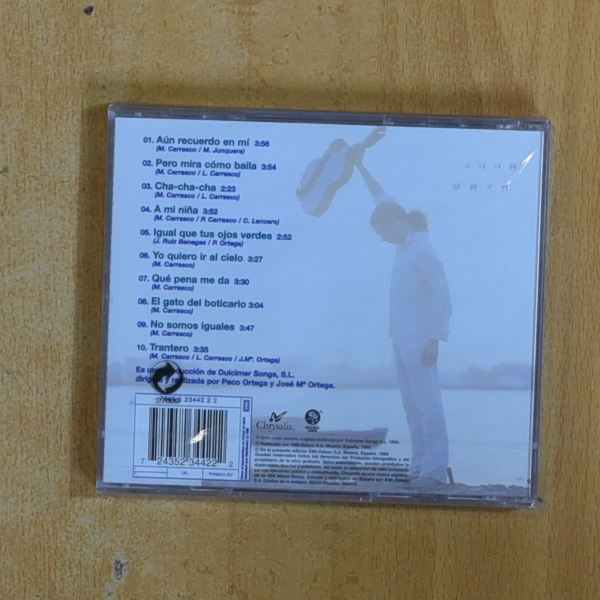 01. Aún recuerdo en mí 3:56
(M. Carrasco / M. Junquera)
02. Pero mira cómo baila 3:54
(M. Carrasco / L. Carrasco)
03. Cha-cha-cha 2:23
(M. Carrasco / L. Carrasco)
04. A mi niña 3:52
(M. Carrasco / P. Carrasco / C. Lencero)
05. Igual que tus ojos verdes 2:52
(J. Ruiz Benegas / P. Ortega)
06. Yo quiero ir al cielo 3:27
(M. Carrasco)
07. Qué pena me da 3:30
(M. Carrasco)
08. El gato del boticario 3:04
(M. Carrasco)
09. No somos iguales 3:47
(M. Carrasco)
10. Trantero 3:35
(M. Carrasco / L. Carrasco / J.Mª. Ortega)
Es una producción de Dulcimer Songs, S.L.
dirigida y realizada por Paco Ortega y José Mª Ortega.
23442 2 2
7 24352 34422 2
UK:
Chrysalis.